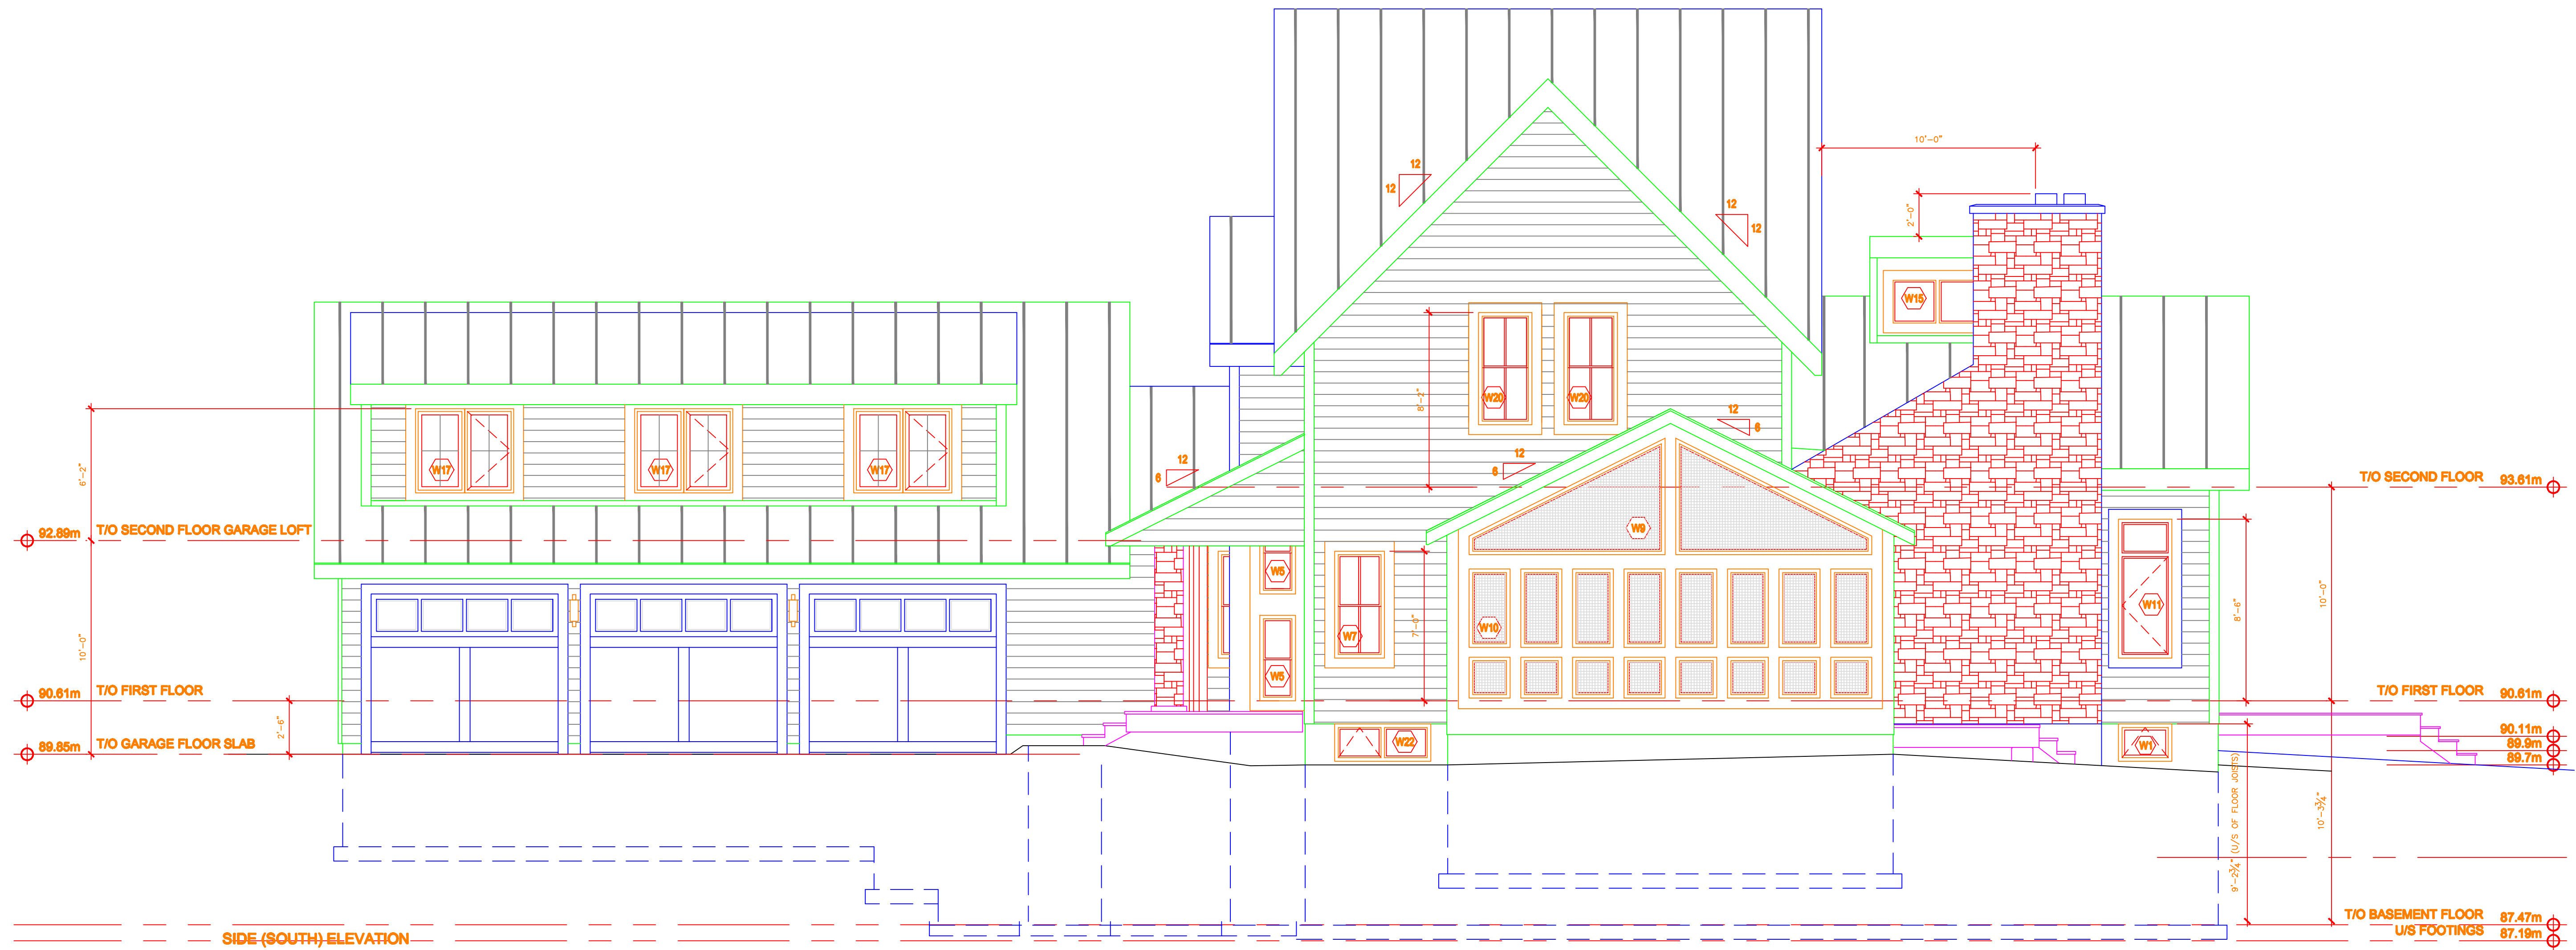 10'-0"
12
12
12
12
2'-0"
W15
8'-2"
W20
W20
12
6
12
6
12
6
6'-2"
W17
W17
W17
T/O SECOND FLOOR 93.61m
92.89m T/O SECOND FLOOR GARAGE LOFT
W9
W5
W11
8'-6"
10'-0"
10'-0"
W10
W7
7'-0"
W5
90.61m T/O FIRST FLOOR
T/O FIRST FLOOR 90.61m
2'-6"
90.11m
89.85m T/O GARAGE FLOOR SLAB
W22
W1
89.9m
89.7m
9'-2¾" (U/S OF FLOOR JOISTS)
10'-3¾"
T/O BASEMENT FLOOR 87.47m
U/S FOOTINGS 87.19m
SIDE (SOUTH) ELEVATION